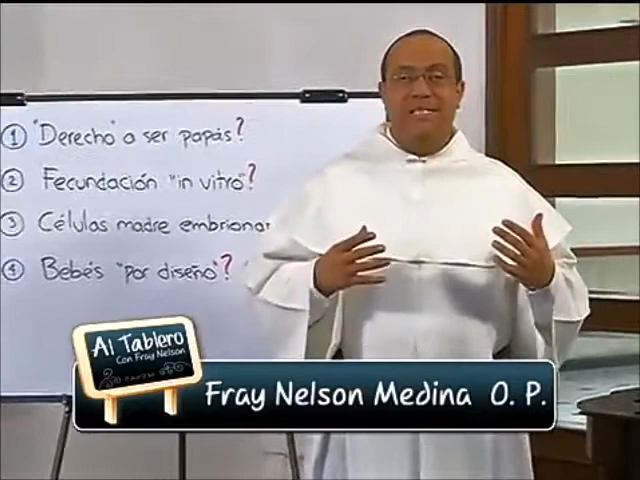 1 "Derecho" a ser papás?
2 Fecundación "in vitro"?
3 Células madre embrionar
4 Bebés "por diseño"?
Al Tablero
Con Fray Nelson
Fray Nelson Medina O. P.